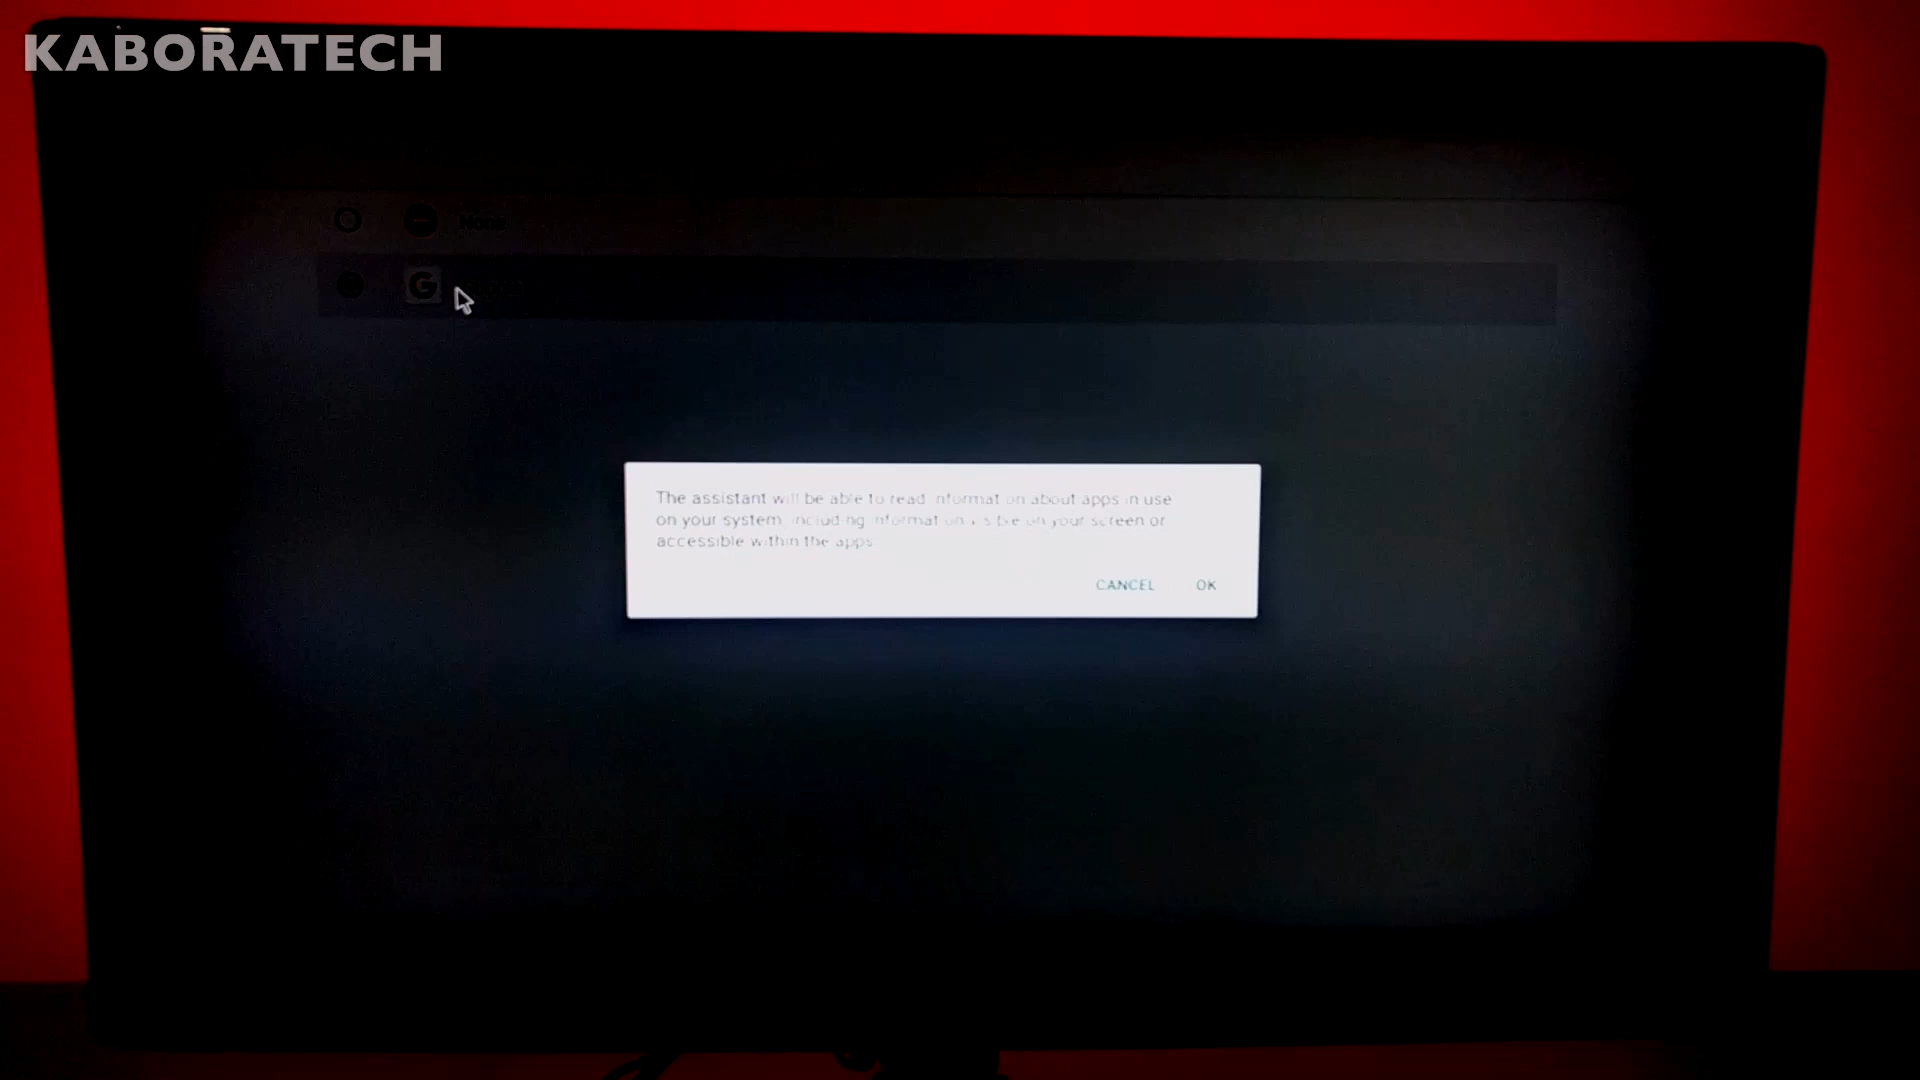 KABORATECH
None
G
The assistant will be able to read information about apps in use
on your system, including information visible on your screen or
accessible within the apps.
CANCEL OK